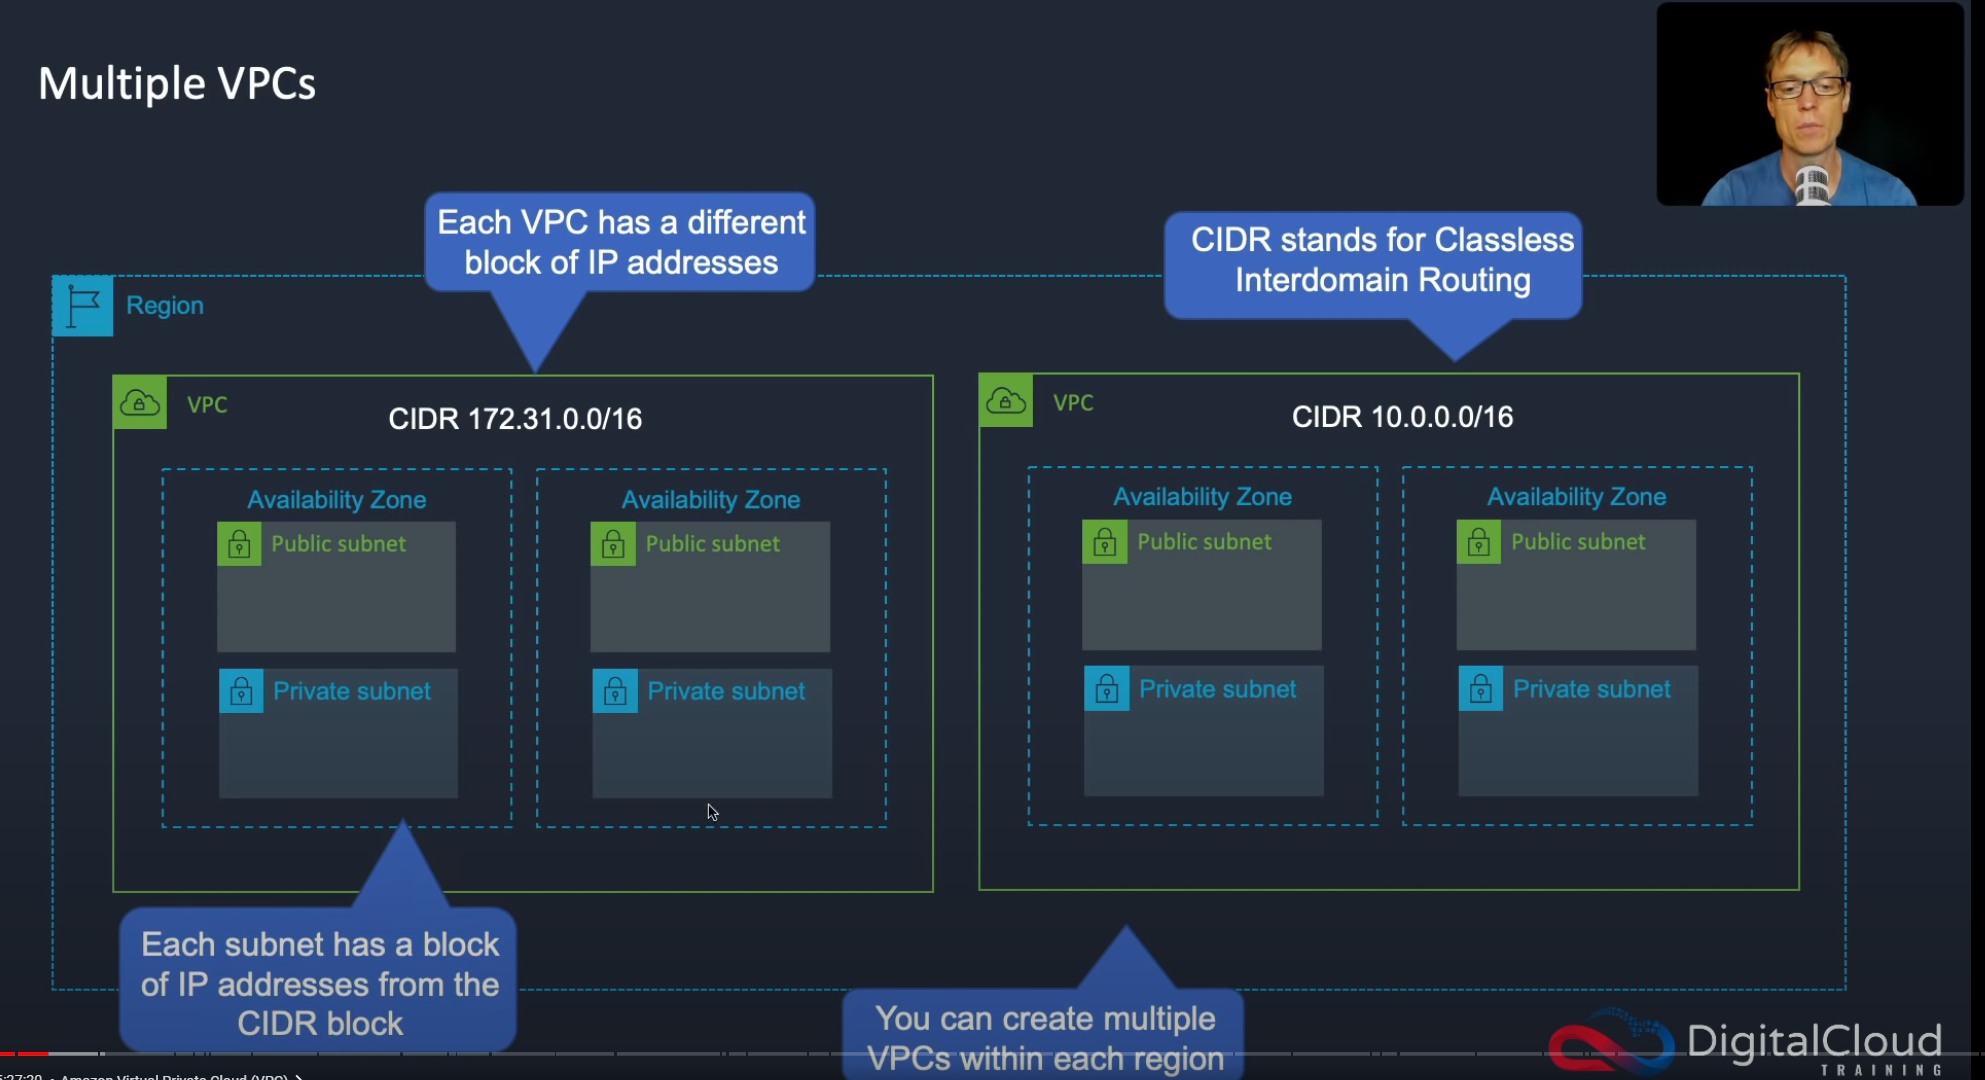 Multiple VPCs
Each VPC has a different
block of IP addresses
CIDR stands for Classless
Interdomain Routing
Region
VPC
CIDR 172.31.0.0/16
VPC
CIDR 10.0.0.0/16
Availability Zone
Availability Zone
Availability Zone
Availability Zone
Public subnet
Public subnet
Public subnet
Public subnet
Private subnet
Private subnet
Private subnet
Private subnet
Each subnet has a block
of IP addresses from the
CIDR block
You can create multiple
VPCs within each region
DigitalCloud
TRAINING
Amazon Virtual Private Cloud (VPC)